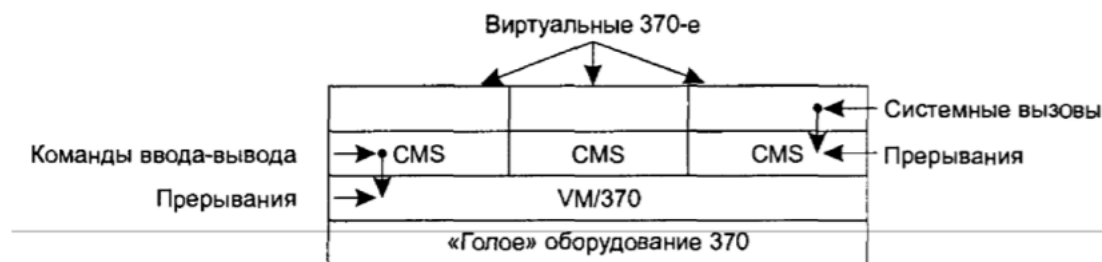 Виртуальные 370-е
Системные вызовы
Команды ввода-вывода
CMS
CMS
CMS
Прерывания
Прерывания
VM/370
«Голое» оборудование 370